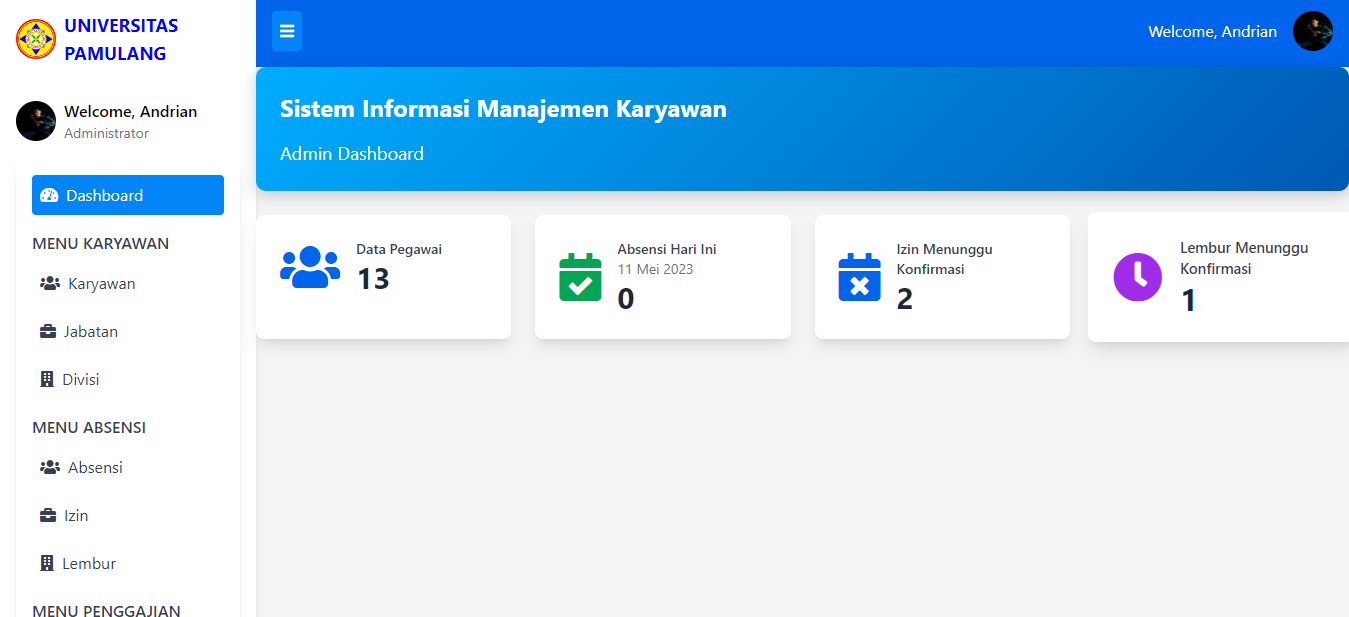 UNIVERSITAS
PAMULANG
Welcome, Andrian
Administrator
Dashboard
MENU KARYAWAN
Karyawan
Jabatan
Divisi
MENU ABSENSI
Absensi
Izin
Lembur
MENU PENGGAJIAN
Welcome, Andrian
Sistem Informasi Manajemen Karyawan
Admin Dashboard
Data Pegawai
13
Absensi Hari Ini
11 Mei 2023
0
Izin Menunggu
Konfirmasi
2
Lembur Menunggu
Konfirmasi
1